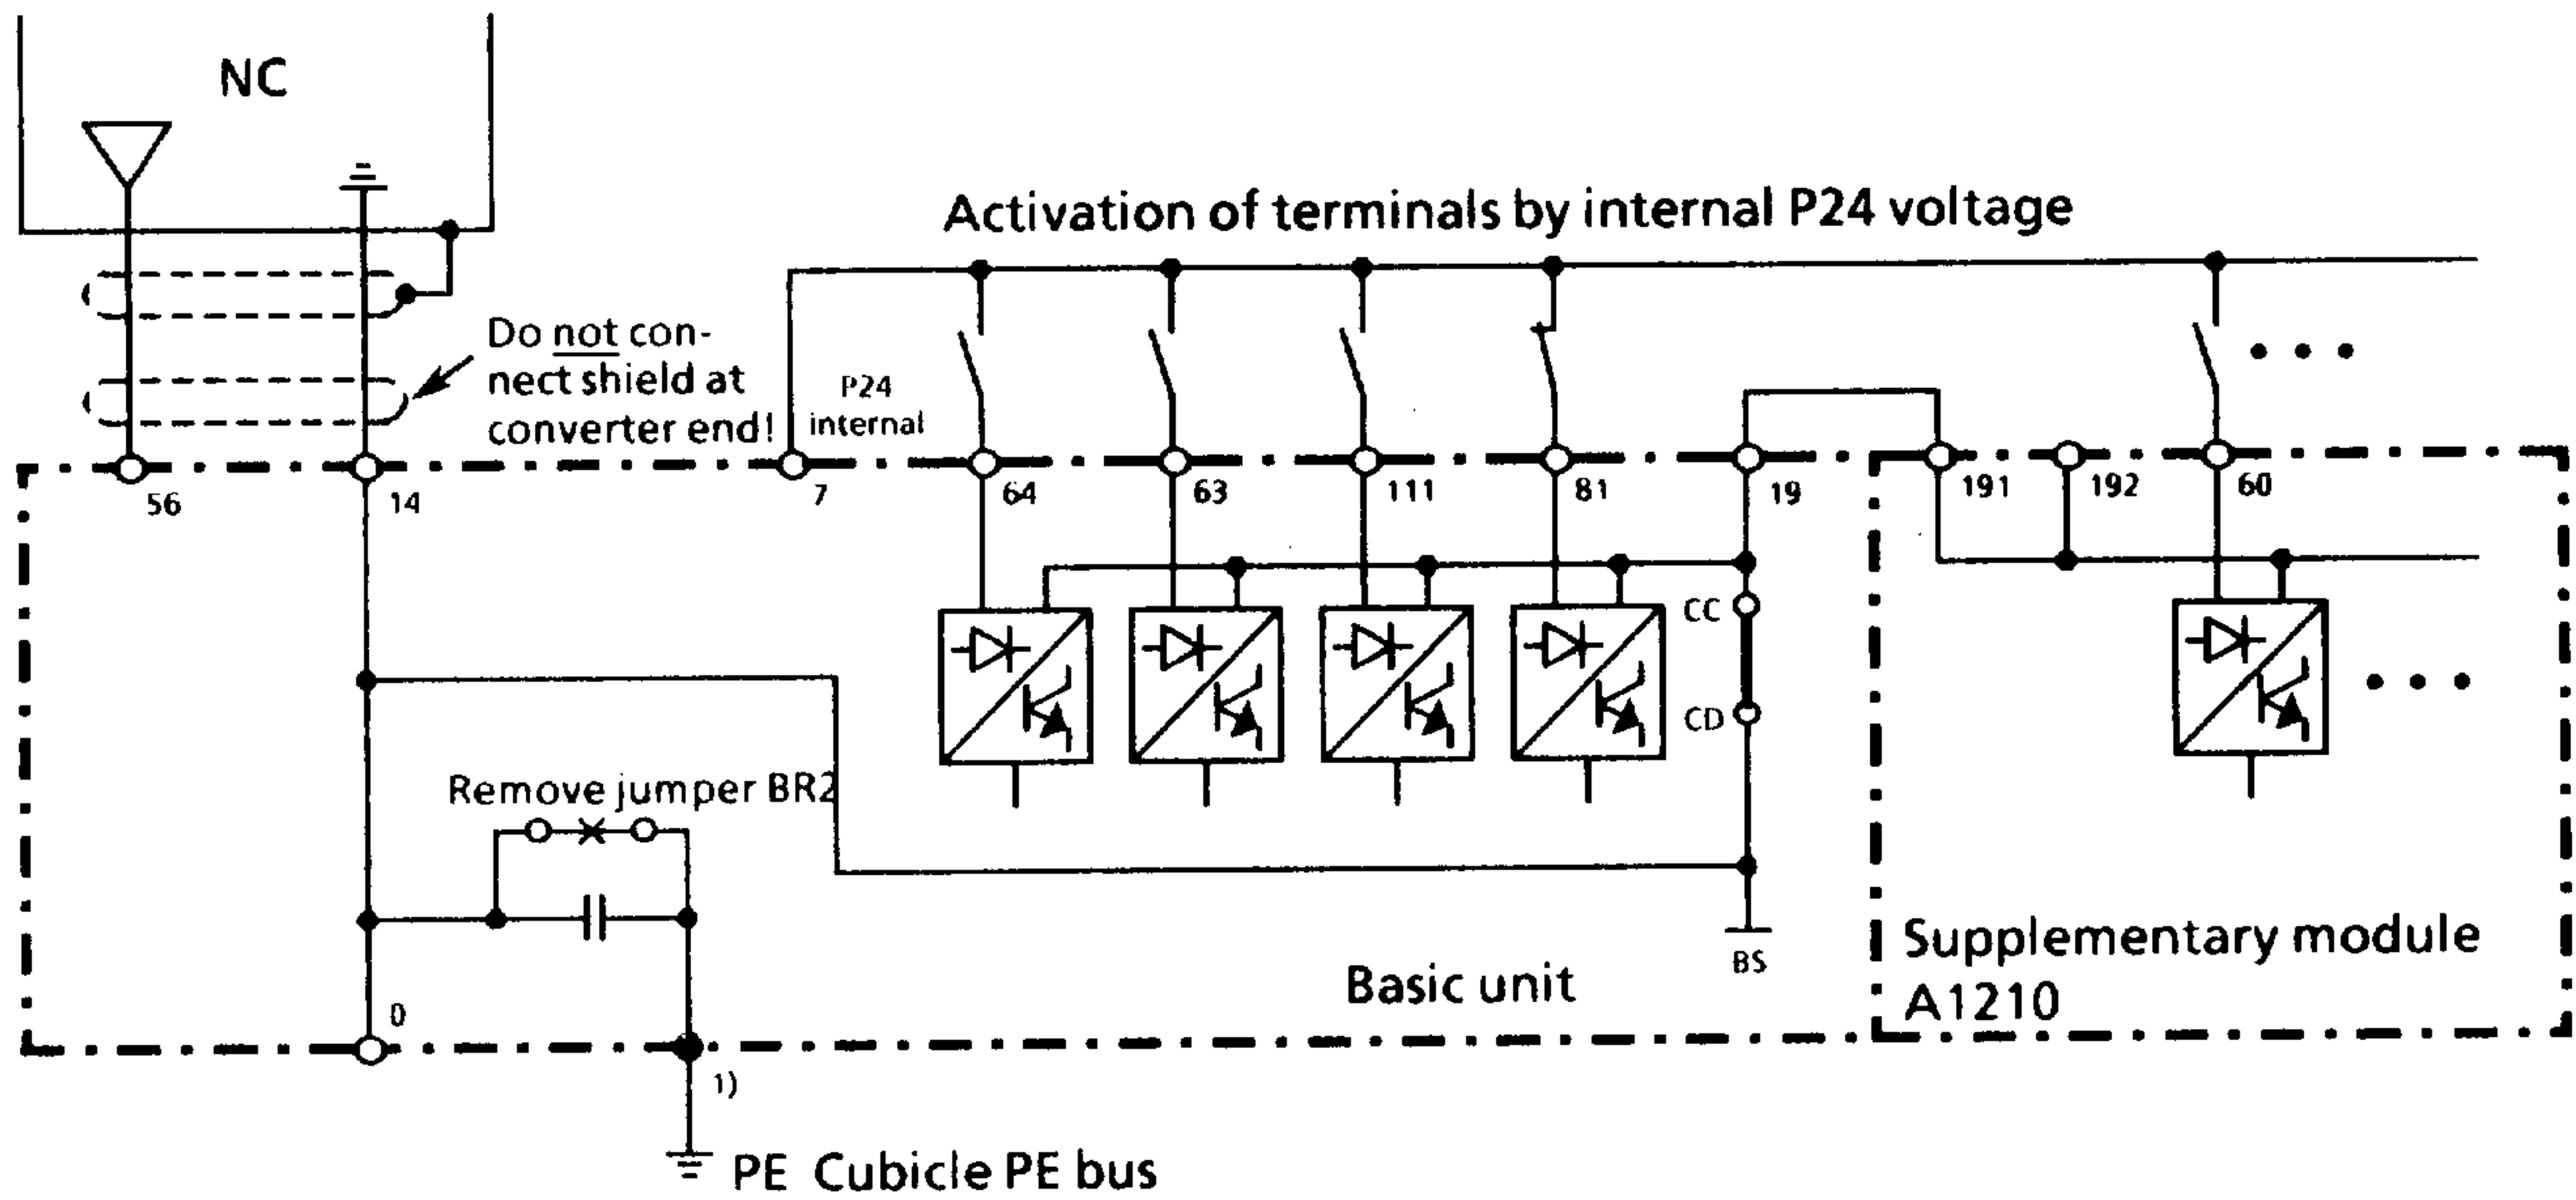 NC
Activation of terminals by internal P24 voltage
Do not con-
nect shield at
converter end!
P24
internal
56
14
7
64
63
111
81
19
191
192
60
CC
CD
Remove jumper BR2
BS
Basic unit
Supplementary module
A1210
0
1)
PE Cubicle PE bus